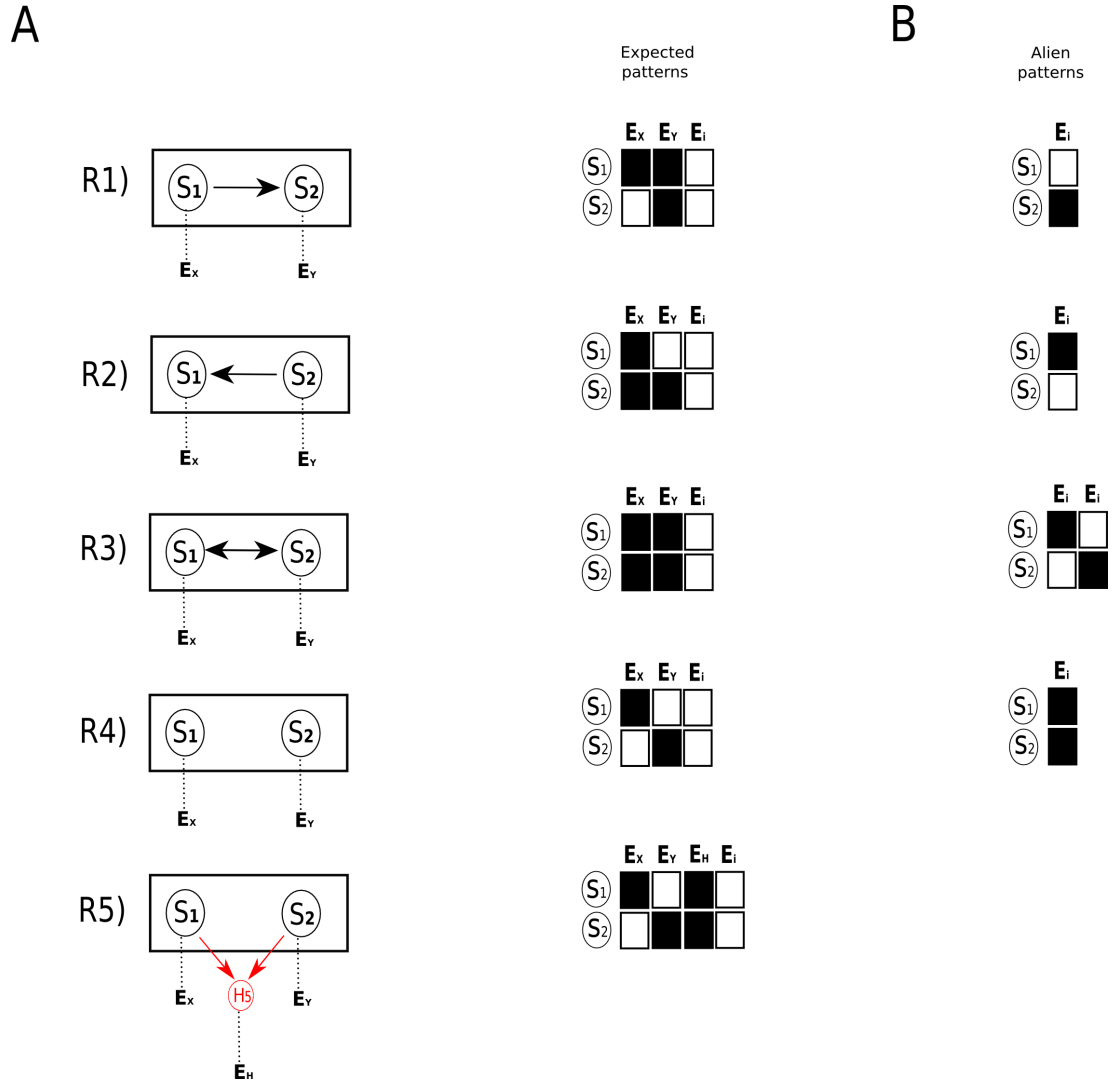 A
B
Expected
patterns
Alien
patterns
R1)
S1
S2
EX
EY
EX EY Ei
S1
S2
Ei
S1
S2
R2)
S1
S2
EX
EY
EX EY Ei
S1
S2
Ei
S1
S2
R3)
S1
S2
EX
EY
EX EY Ei
S1
S2
Ei Ei
S1
S2
R4)
S1
S2
EX
EY
EX EY Ei
S1
S2
Ei
S1
S2
R5)
S1
S2
EX
H5
EY
EH
EX EY EH Ei
S1
S2